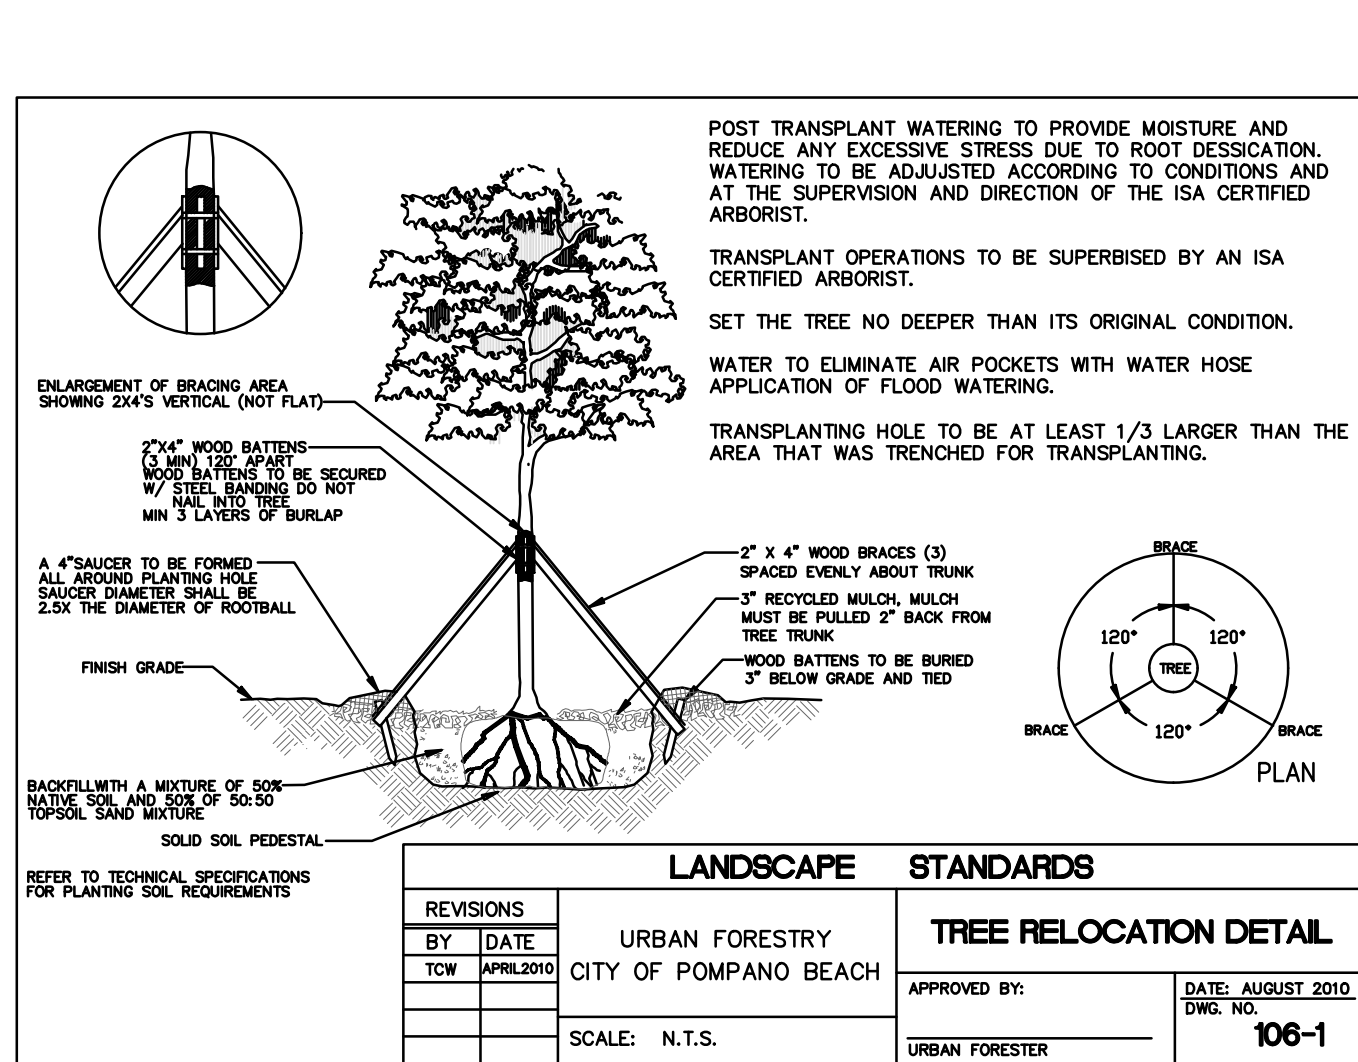 POST TRANSPLANT WATERING TO PROVIDE MOISTURE AND
REDUCE ANY EXCESSIVE STRESS DUE TO ROOT DESSICATION.
WATERING TO BE ADJUJSTED ACCORDING TO CONDITIONS AND
AT THE SUPERVISION AND DIRECTION OF THE ISA CERTIFIED
ARBORIST.
TRANSPLANT OPERATIONS TO BE SUPERBISED BY AN ISA
CERTIFIED ARBORIST.
SET THE TREE NO DEEPER THAN ITS ORIGINAL CONDITION.
WATER TO ELIMINATE AIR POCKETS WITH WATER HOSE
APPLICATION OF FLOOD WATERING.
TRANSPLANTING HOLE TO BE AT LEAST 1/3 LARGER THAN THE
AREA THAT WAS TRENCHED FOR TRANSPLANTING.
ENLARGEMENT OF BRACING AREA
SHOWING 2X4'S VERTICAL (NOT FLAT)
2"X4" WOOD BATTENS
(3 MIN) 120° APART
WOOD BATTENS TO BE SECURED
W/ STEEL BANDING DO NOT
NAIL INTO TREE
MIN 3 LAYERS OF BURLAP
A 4"SAUCER TO BE FORMED
ALL AROUND PLANTING HOLE
SAUCER DIAMETER SHALL BE
2.5X THE DIAMETER OF ROOTBALL
FINISH GRADE
BACKFILLWITH A MIXTURE OF 50%
NATIVE SOIL AND 50% OF 50:50
TOPSOIL SAND MIXTURE
SOLID SOIL PEDESTAL
REFER TO TECHNICAL SPECIFICATIONS
FOR PLANTING SOIL REQUIREMENTS
2" X 4" WOOD BRACES (3)
SPACED EVENLY ABOUT TRUNK
3" RECYCLED MULCH, MULCH
MUST BE PULLED 2" BACK FROM
TREE TRUNK
WOOD BATTENS TO BE BURIED
3" BELOW GRADE AND TIED
BRACE
120° 120°
TREE
120°
BRACE BRACE
PLAN
LANDSCAPE STANDARDS
REVISIONS
BY DATE
TCW APRIL2010
URBAN FORESTRY
CITY OF POMPANO BEACH
SCALE: N.T.S.
TREE RELOCATION DETAIL
APPROVED BY:
URBAN FORESTER
DATE: AUGUST 2010
DWG. NO.
106-1